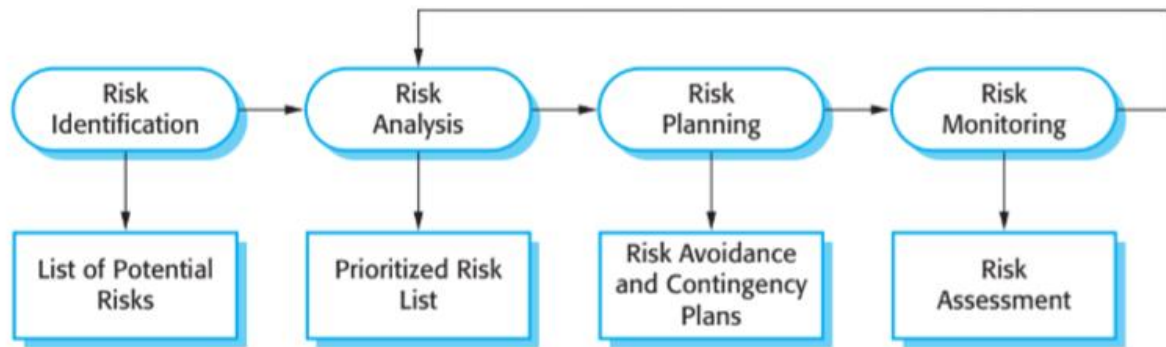 Risk
Identification
Risk
Analysis
Risk
Planning
Risk
Monitoring
List of Potential
Risks
Prioritized Risk
List
Risk Avoidance
and Contingency
Plans
Risk
Assessment